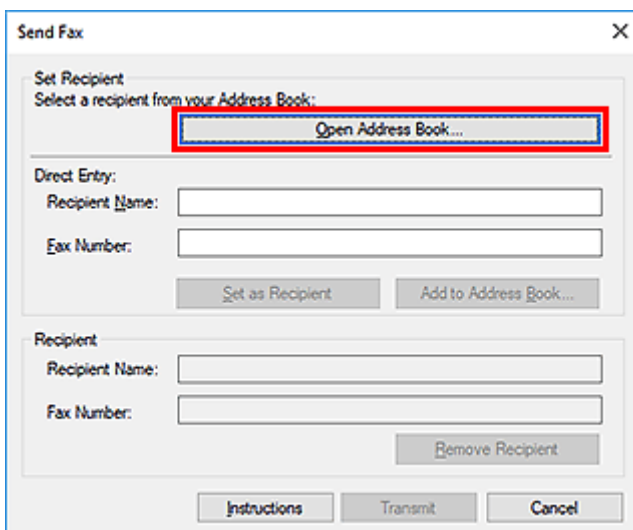 Send Fax
Set Recipient
Select a recipient from your Address Book:
Open Address Book...
Direct Entry:
Recipient Name:
Fax Number:
Set as Recipient Add to Address Book...
Recipient
Recipient Name:
Fax Number:
Remove Recipient
Instructions Transmit Cancel